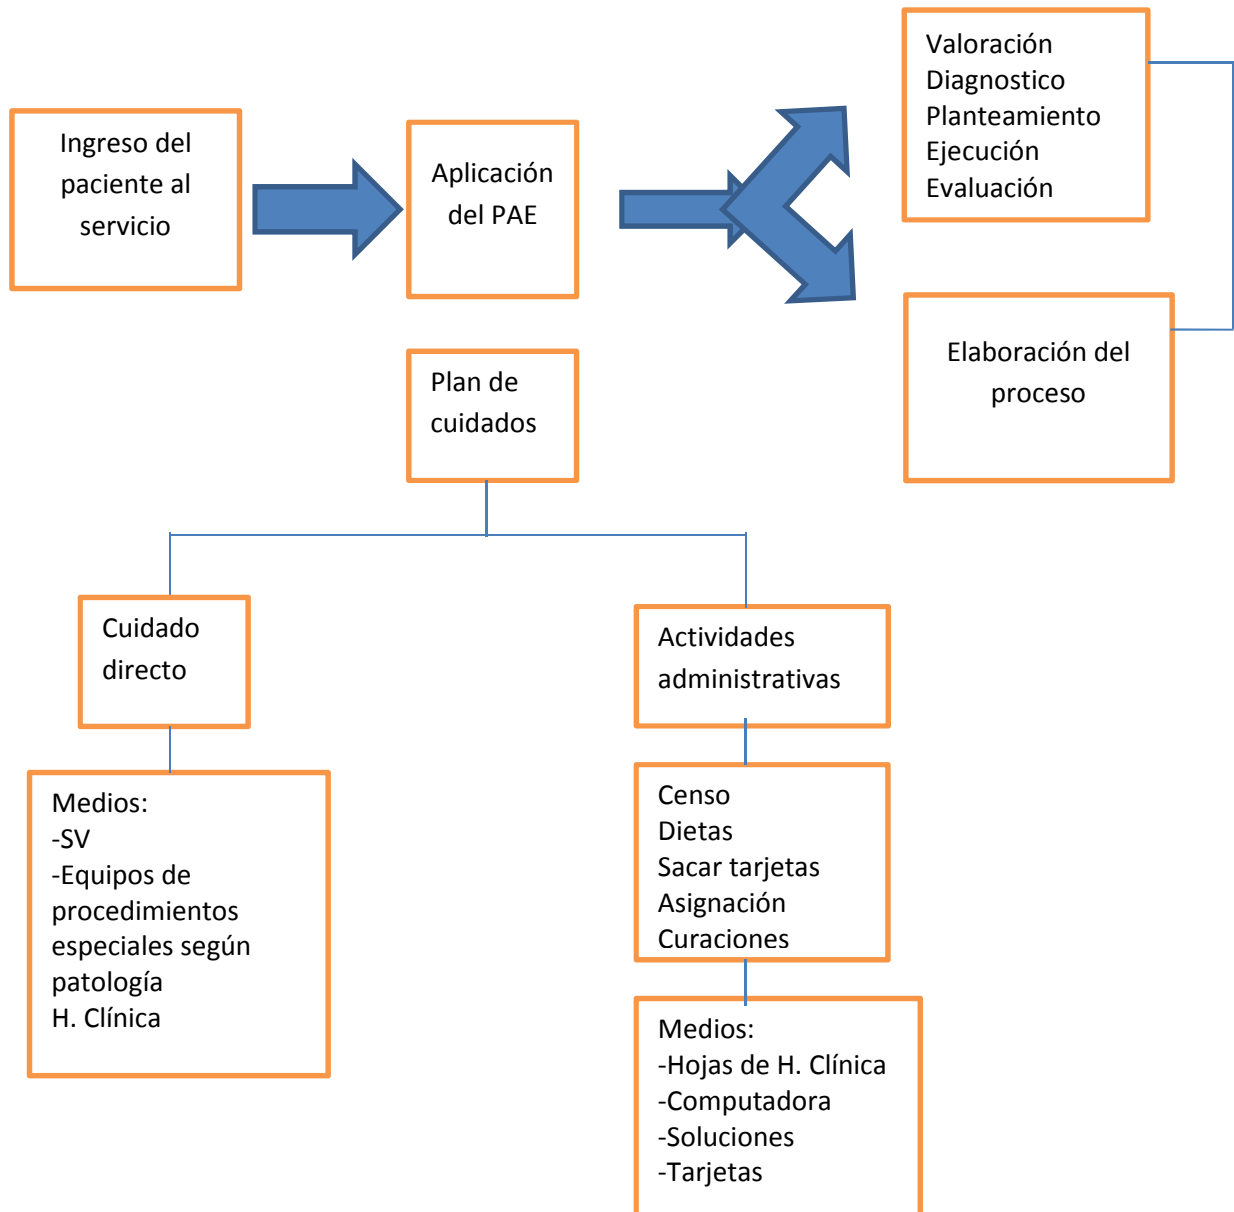 Ingreso del
paciente al
servicio
Aplicación
del PAE
Valoración
Diagnostico
Planteamiento
Ejecución
Evaluación
Elaboración del
proceso
Plan de
cuidados
Cuidado
directo
Medios:
-SV
-Equipos de
procedimientos
especiales según
patología
H. Clínica
Actividades
administrativas
Censo
Dietas
Sacar tarjetas
Asignación
Curaciones
Medios:
-Hojas de H. Clínica
-Computadora
-Soluciones
-Tarjetas